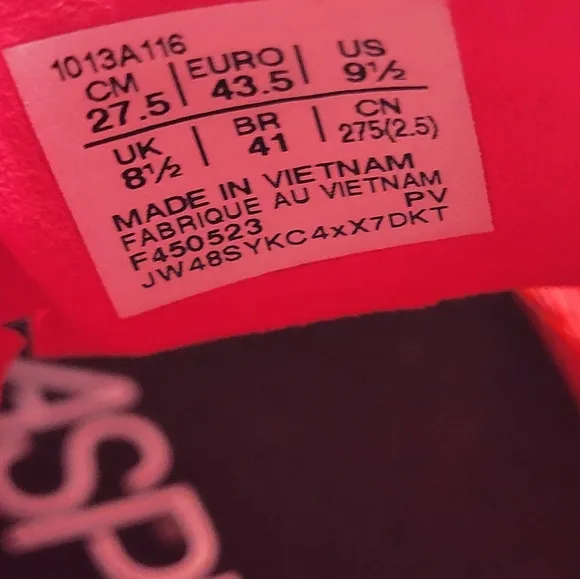 1013A116
CM | EURO | US
27.5 | 43.5 | 9½
UK | BR | CN
8½ | 41 | 275(2.5)
MADE IN VIETNAM
FABRIQUE AU VIETNAM
F450523 PV
JW48SYKC4xX7DKT
ASP